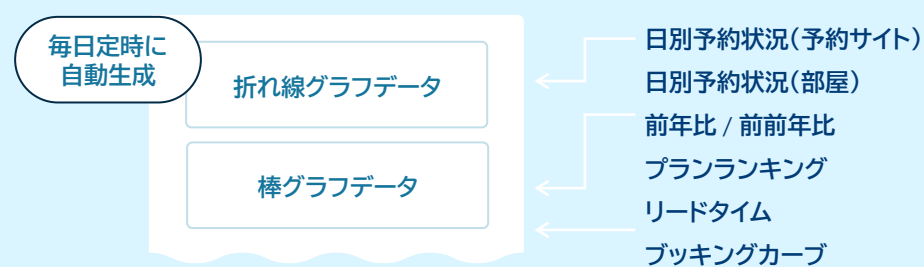 毎日定時に
自動生成
折れ線グラフデータ
棒グラフデータ
日別予約状況（予約サイト）
日別予約状況（部屋）
前年比 / 前前年比
プランランキング
リードタイム
ブッキングカーブ